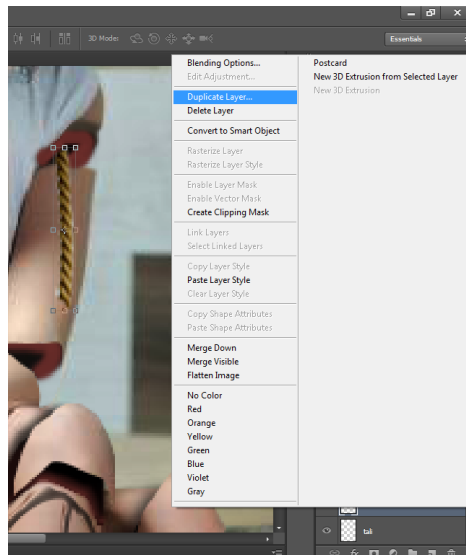 3D Mode:
Essentials
Blending Options...
Edit Adjustment...
Duplicate Layer...
Delete Layer
Convert to Smart Object
Rasterize Layer
Rasterize Layer Style
Enable Layer Mask
Enable Vector Mask
Create Clipping Mask
Link Layers
Select Linked Layers
Copy Layer Style
Paste Layer Style
Clear Layer Style
Copy Shape Attributes
Paste Shape Attributes
Merge Down
Merge Visible
Flatten Image
No Color
Red
Orange
Yellow
Green
Blue
Violet
Gray
Postcard
New 3D Extrusion from Selected Layer
New 3D Extrusion
tali
fx